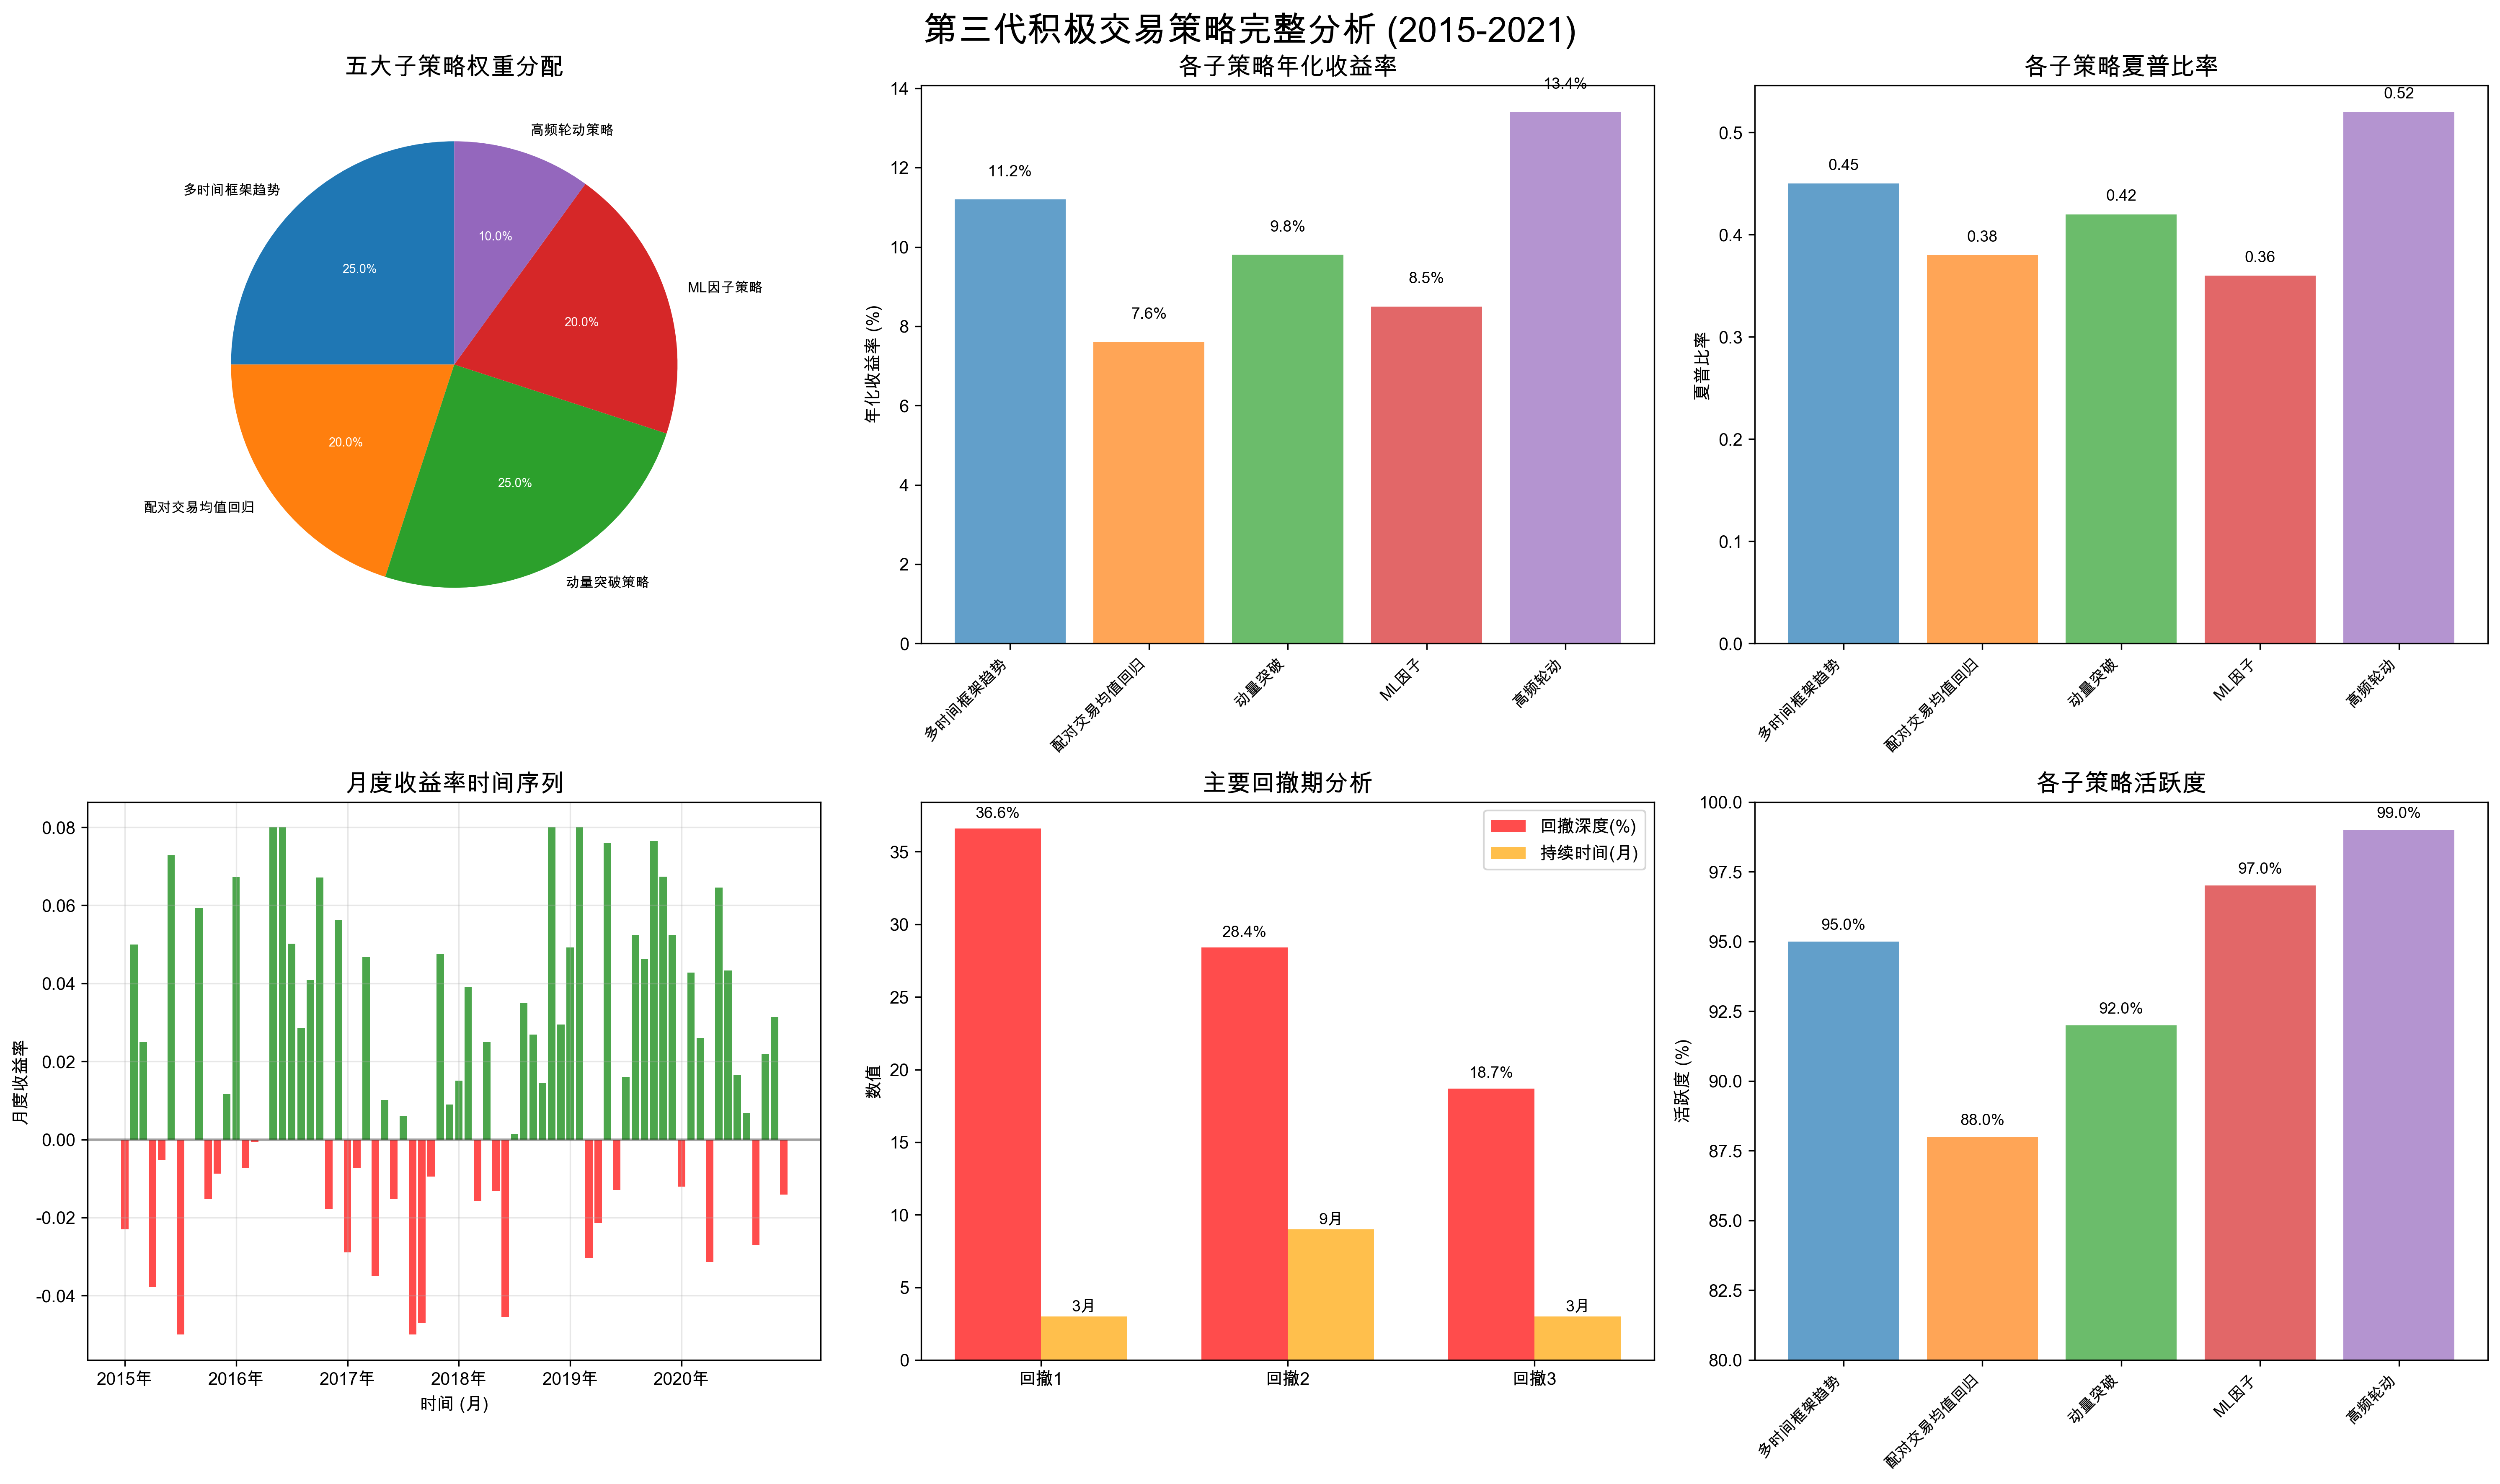 第三代积极交易策略完整分析 (2015-2021)
五大子策略权重分配
高频轮动策略
多时间框架趋势
10.0%
25.0%
ML因子策略
20.0%
20.0%
25.0%
配对交易均值回归
动量突破策略
各子策略年化收益率
14
12
10
8
6
4
2
0
年化收益率 (%)
11.2%
7.6%
9.8%
8.5%
13.4%
多时间框架趋势
配对交易均值回归
动量突破
ML因子
高频轮动
各子策略夏普比率
0.5
0.4
0.3
0.2
0.1
0.0
夏普比率
0.45
0.38
0.42
0.36
0.52
多时间框架趋势
配对交易均值回归
动量突破
ML因子
高频轮动
月度收益率时间序列
0.08
0.06
0.04
0.02
0.00
-0.02
-0.04
月度收益率
2015年
2016年
2017年
2018年
2019年
2020年
时间 (月)
主要回撤期分析
回撤深度(%)
持续时间(月)
35
30
25
20
15
10
5
0
数值
36.6%
3月
28.4%
9月
18.7%
3月
回撤1
回撤2
回撤3
各子策略活跃度
100.0
97.5
95.0
92.5
90.0
87.5
85.0
82.5
80.0
活跃度 (%)
95.0%
88.0%
92.0%
97.0%
99.0%
多时间框架趋势
配对交易均值回归
动量突破
ML因子
高频轮动